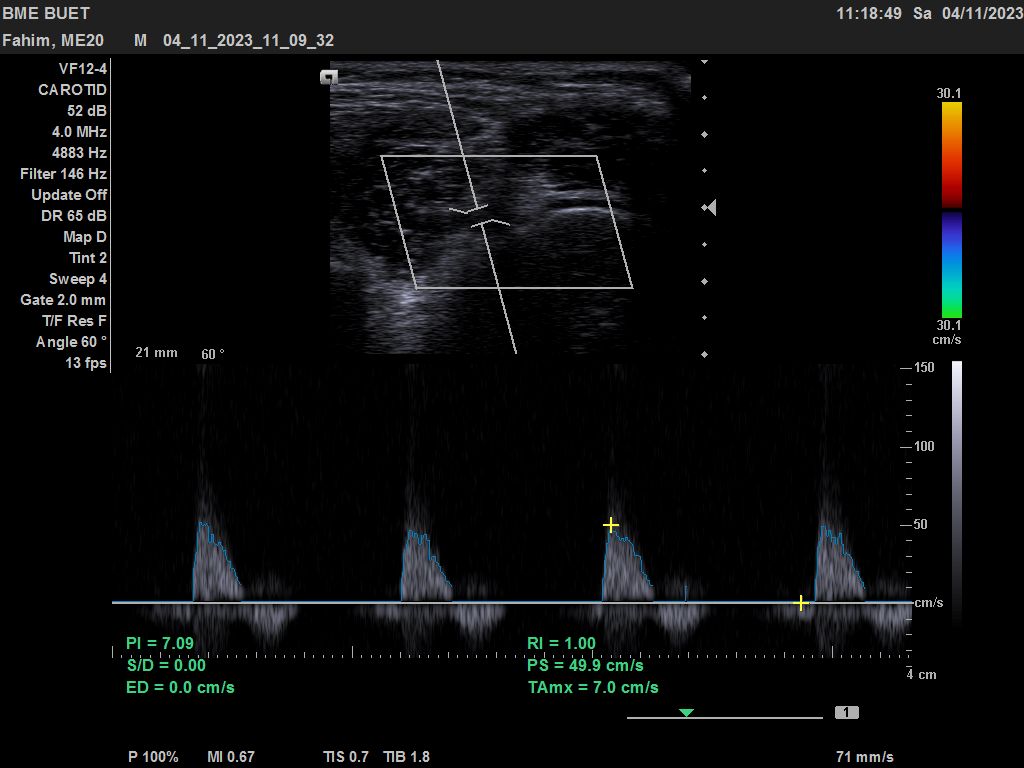 BME BUET 11:18:49 Sa 04/11/2023
Fahim, ME20 M 04_11_2023_11_09_32
VF12-4
CAROTID
52 dB
4.0 MHz
4883 Hz
Filter 146 Hz
Update Off
DR 65 dB
Map D
Tint 2
Sweep 4
Gate 2.0 mm
T/F Res F
Angle 60 °
13 fps
21 mm 60 °
30.1
30.1
cm/s
150
100
50
cm/s
4 cm
PI = 7.09
S/D = 0.00
ED = 0.0 cm/s
RI = 1.00
PS = 49.9 cm/s
TAmx = 7.0 cm/s
1
P 100% MI 0.67 TIS 0.7 TIB 1.8 71 mm/s